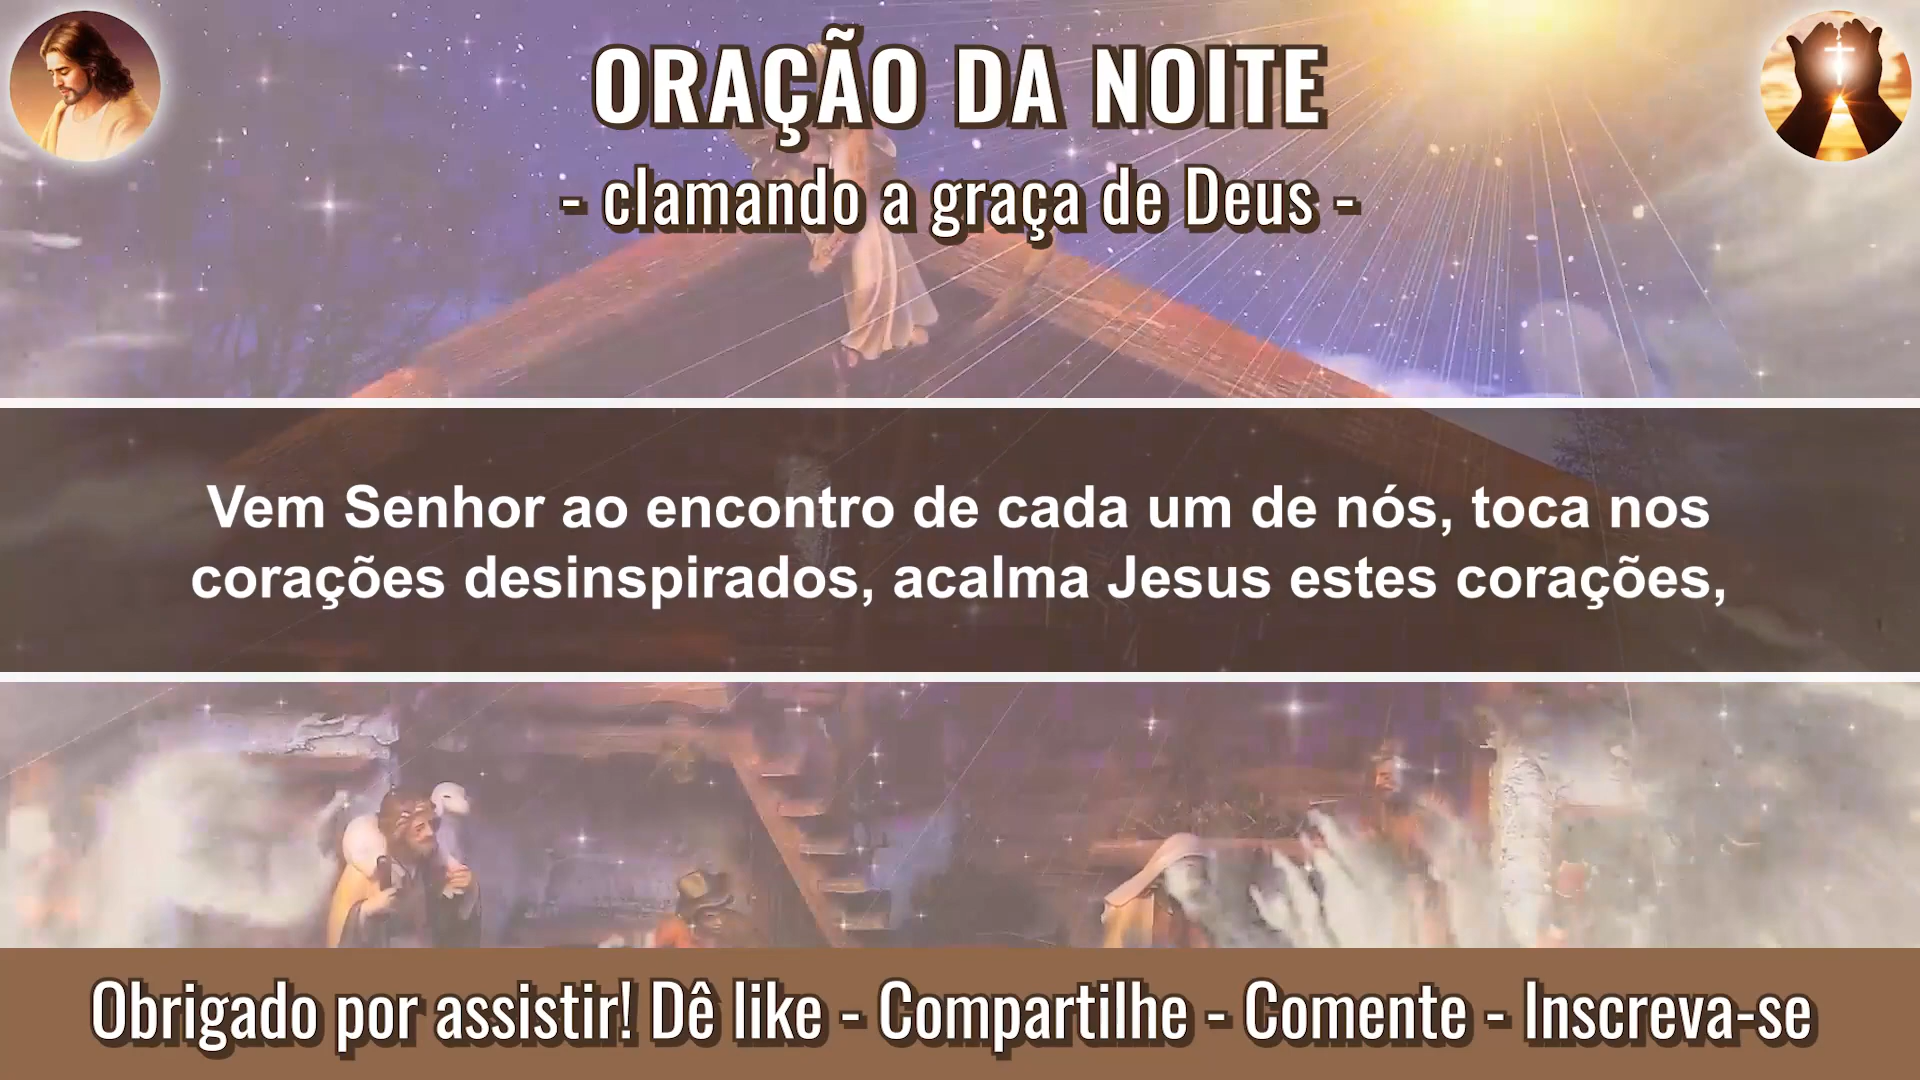 ORAÇÃO DA NOITE
- clamando a graça de Deus -
Vem Senhor ao encontro de cada um de nós, toca nos
corações desinspirados, acalma Jesus estes corações,
Obrigado por assistir! Dê like - Compartilhe - Comente - Inscreva-se